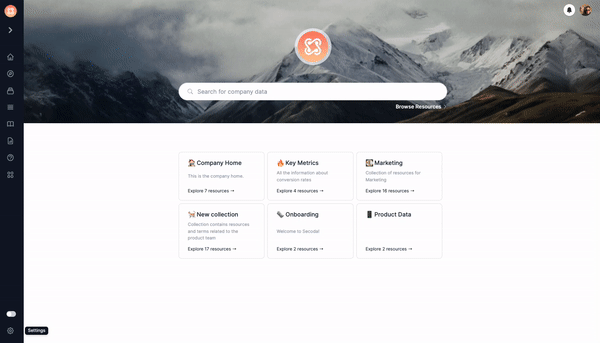 Search for company data
Browse Resources
Company Home
This is the company home.
Explore 7 resources →
Key Metrics
All the information about
conversion rates
Explore 4 resources →
Marketing
Collection of resources for
Marketing
Explore 16 resources →
New collection
Collection contains resources
and terms related to the
product team
Explore 17 resources →
Onboarding
Welcome to Secoda!
Explore 2 resources →
Product Data
Explore 2 resources →
Settings